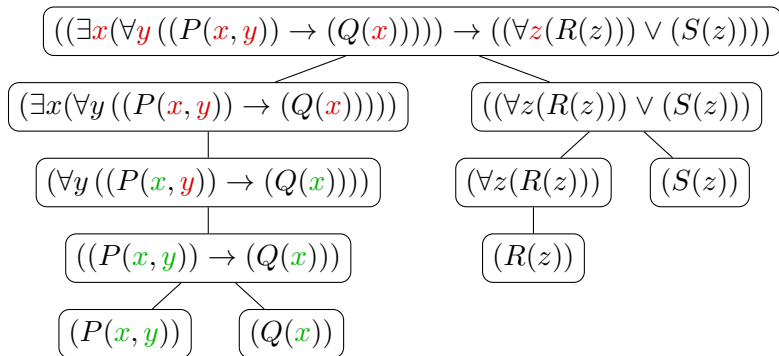 ((∃x(∀y ((P(x, y)) → (Q(x))))) → ((∀z(R(z))) ∨ (S(z))))
(∃x(∀y ((P(x, y)) → (Q(x)))))
((∀z(R(z))) ∨ (S(z)))
(∀y ((P(x, y)) → (Q(x))))
(∀z(R(z)))
(S(z))
((P(x, y)) → (Q(x)))
(R(z))
(P(x, y))
(Q(x))